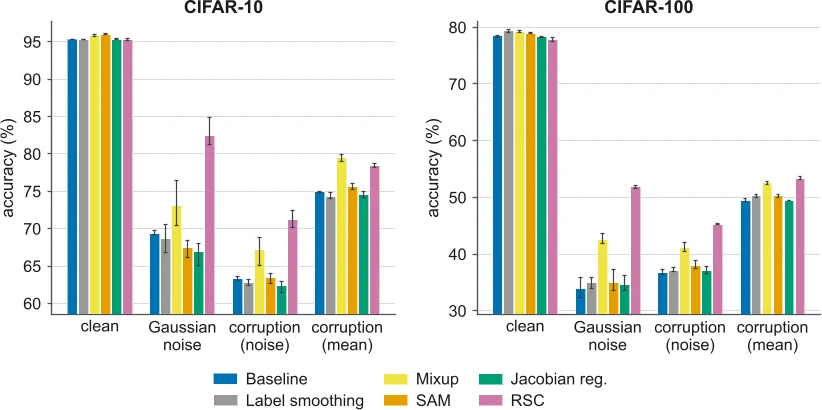 CIFAR-10
accuracy (%)
95
90
85
80
75
70
65
60
clean
Gaussian
noise
corruption
(noise)
corruption
(mean)
CIFAR-100
accuracy (%)
80
70
60
50
40
30
clean
Gaussian
noise
corruption
(noise)
corruption
(mean)
Baseline
Mixup
Jacobian reg.
Label smoothing
SAM
RSC